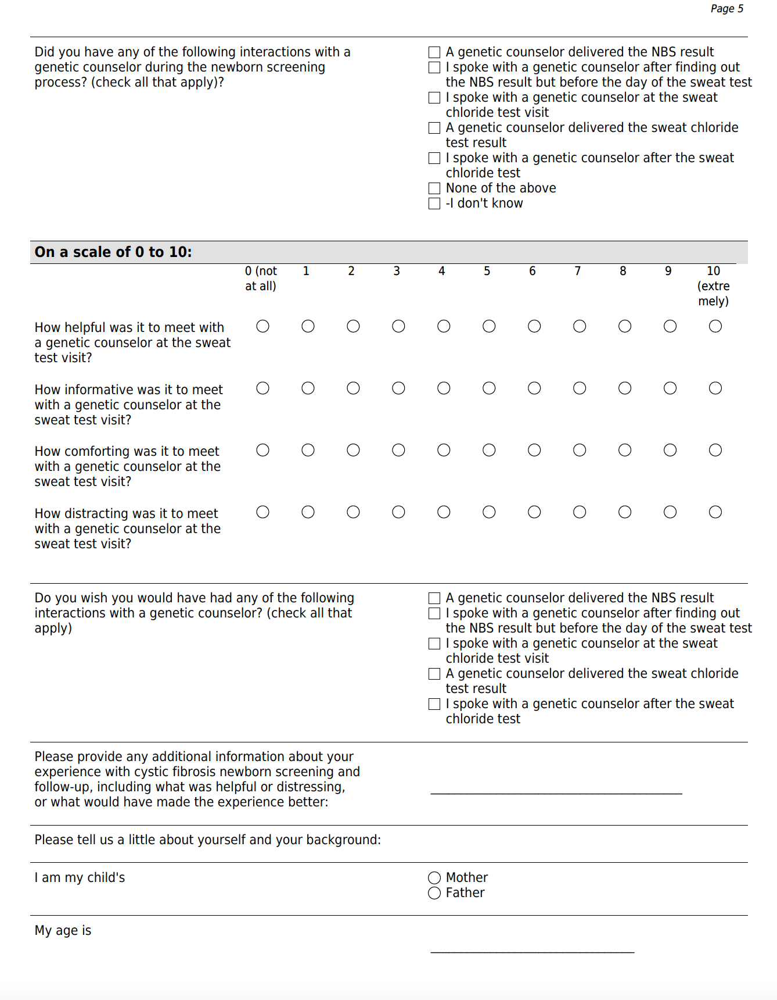 Page 5
Did you have any of the following interactions with a
genetic counselor during the newborn screening
process? (check all that apply)?
A genetic counselor delivered the NBS result
I spoke with a genetic counselor after finding out
the NBS result but before the day of the sweat test
I spoke with a genetic counselor at the sweat
chloride test visit
A genetic counselor delivered the sweat chloride
test result
I spoke with a genetic counselor after the sweat
chloride test
None of the above
-I don't know
On a scale of 0 to 10:
0 (not 1 2 3 4 5 6 7 8 9 10
at all) (extre
mely)
How helpful was it to meet with
a genetic counselor at the sweat
test visit?
How informative was it to meet
with a genetic counselor at the
sweat test visit?
How comforting was it to meet
with a genetic counselor at the
sweat test visit?
How distracting was it to meet
with a genetic counselor at the
sweat test visit?
Do you wish you would have had any of the following
interactions with a genetic counselor? (check all that
apply)
A genetic counselor delivered the NBS result
I spoke with a genetic counselor after finding out
the NBS result but before the day of the sweat test
I spoke with a genetic counselor at the sweat
chloride test visit
A genetic counselor delivered the sweat chloride
test result
I spoke with a genetic counselor after the sweat
chloride test
Please provide any additional information about your
experience with cystic fibrosis newborn screening and
follow-up, including what was helpful or distressing,
or what would have made the experience better:
Please tell us a little about yourself and your background:
I am my child's
Mother
Father
My age is